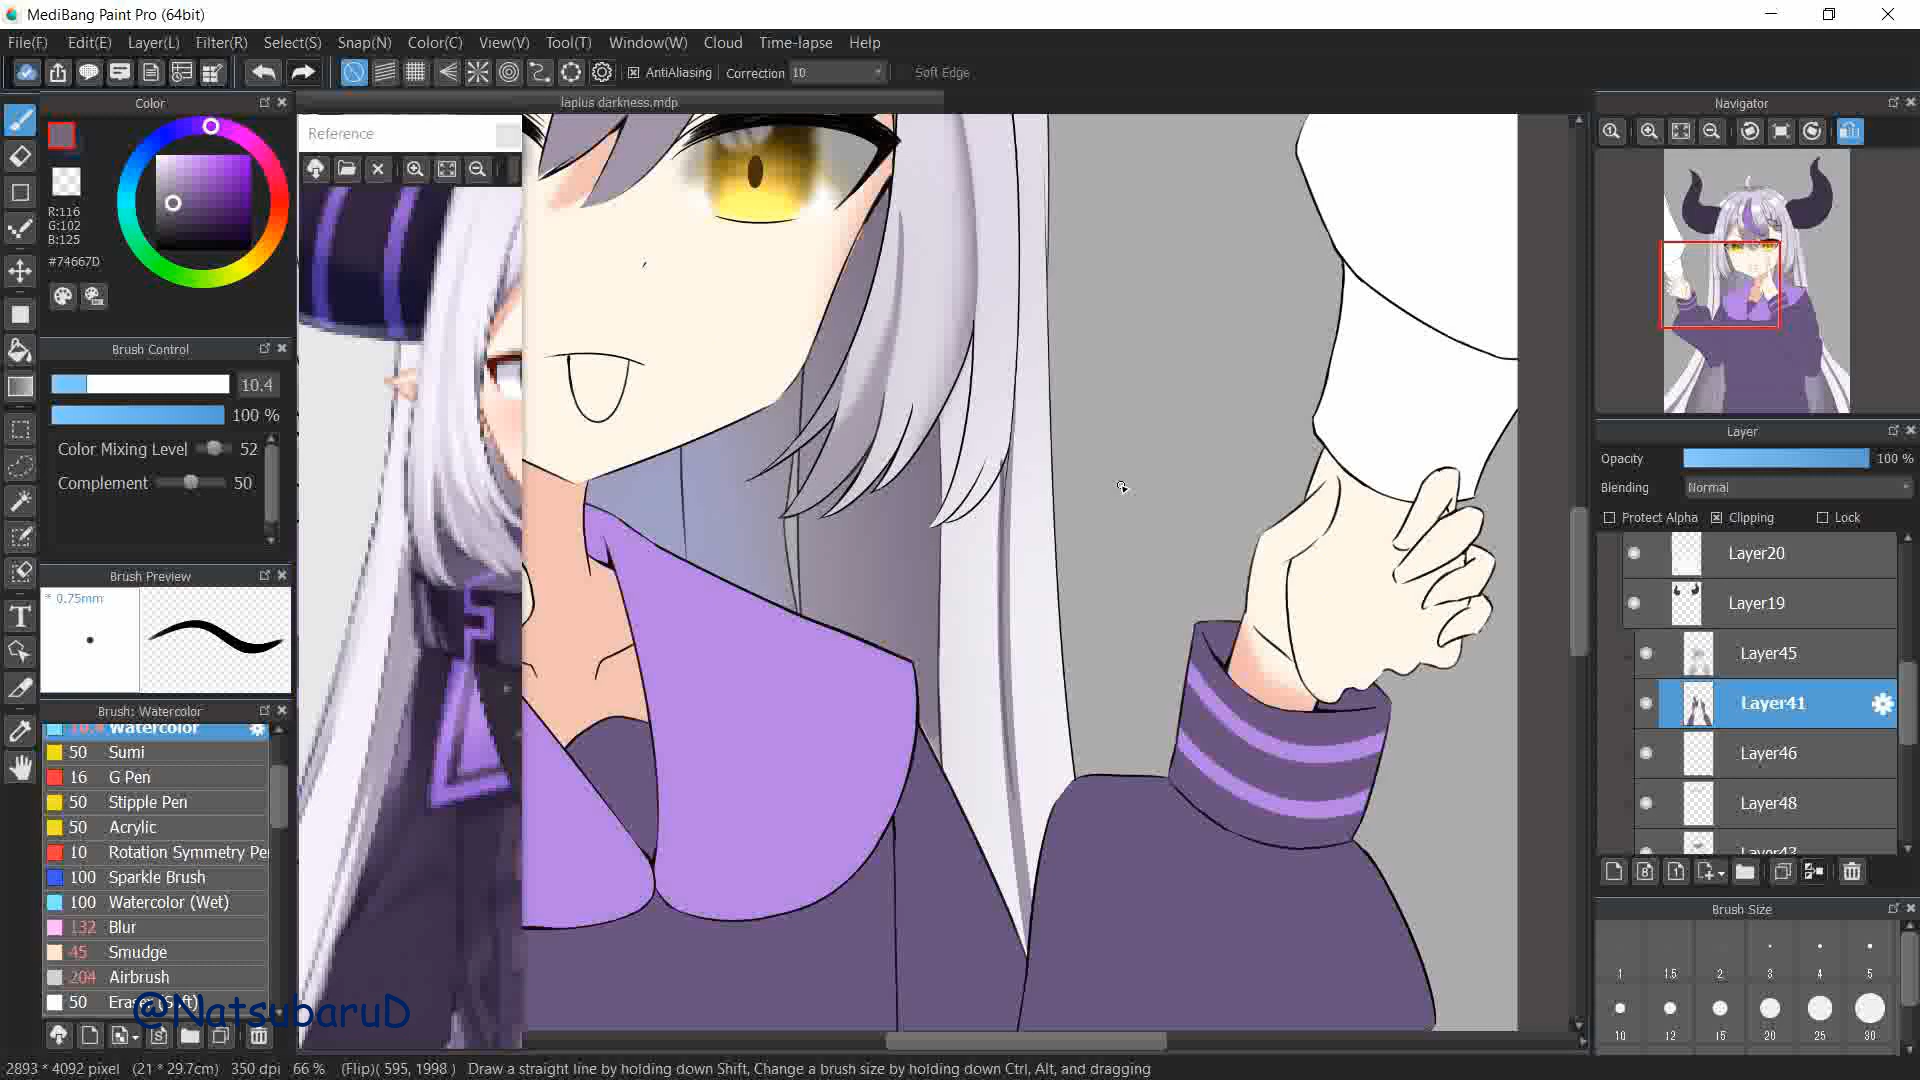 MediBang Paint Pro (64bit)
File(F) Edit(E) Layer(L) Filter(R) Select(S) Snap(N) Color(C) View(V) Tool(T) Window(W) Cloud Time-lapse Help
AntiAliasing Correction 10 Soft Edge
Color
R:116
G:102
B:125
#74667D
Brush Control
10.4
100 %
Color Mixing Level 52
Complement 50
Brush Preview
* 0.75mm
Brush: Watercolor
10.4 Watercolor
50 Sumi
16 G Pen
50 Stipple Pen
50 Acrylic
10 Rotation Symmetry Pe
100 Sparkle Brush
100 Watercolor (Wet)
132 Blur
45 Smudge
204 Airbrush
50 Eraser (Soft)
@NatsubaruD
laplus darkness.mdp
Reference
Navigator
Layer
Opacity 100 %
Blending Normal
Protect Alpha Clipping Lock
Layer20
Layer19
Layer45
Layer41
Layer46
Layer48
Brush Size
1 1.5 2 3 4 5
10 12 15 20 25 30
2893 * 4092 pixel (21 * 29.7cm) 350 dpi 66 % (Flip)( 595, 1998 ) Draw a straight line by holding down Shift, Change a brush size by holding down Ctrl, Alt, and dragging